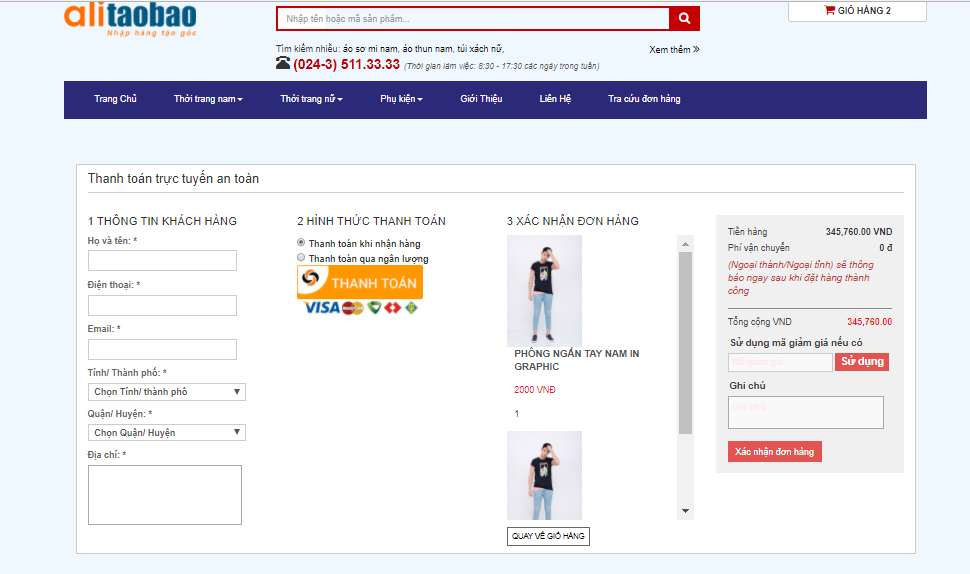 alitaobao
Nhập hàng tận gốc
Nhập tên hoặc mã sản phẩm...
GIỎ HÀNG 2
Tìm kiếm nhiều: áo sơ mi nam, áo thun nam, túi xách nữ,
Xem thêm »
(024-3) 511.33.33 (Thời gian làm việc: 8:30 - 17:30 các ngày trong tuần)
Trang Chủ Thời trang nam Thời trang nữ Phụ kiện Giới Thiệu Liên Hệ Tra cứu đơn hàng
Thanh toán trực tuyến an toàn
1 THÔNG TIN KHÁCH HÀNG
Họ và tên: *
Điện thoại: *
Email: *
Tỉnh/ Thành phố: *
Chọn Tỉnh/ thành phố
Quận/ Huyện: *
Chọn Quận/ Huyện
Địa chỉ: *
2 HÌNH THỨC THANH TOÁN
Thanh toán khi nhận hàng
Thanh toán qua ngân lượng
THANH TOÁN
VISA
3 XÁC NHẬN ĐƠN HÀNG
PHÔNG NGẮN TAY NAM IN
GRAPHIC
2000 VNĐ
1
QUAY VỀ GIỎ HÀNG
Tiền hàng 345,760.00 VND
Phí vận chuyển 0 đ
(Ngoại thành/Ngoại tỉnh) sẽ thông
báo ngay sau khi đặt hàng thành
công
Tổng cộng VND 345,760.00
Sử dụng mã giảm giá nếu có
Mã giảm giá
Sử dụng
Ghi chú
Ghi chú
Xác nhận đơn hàng